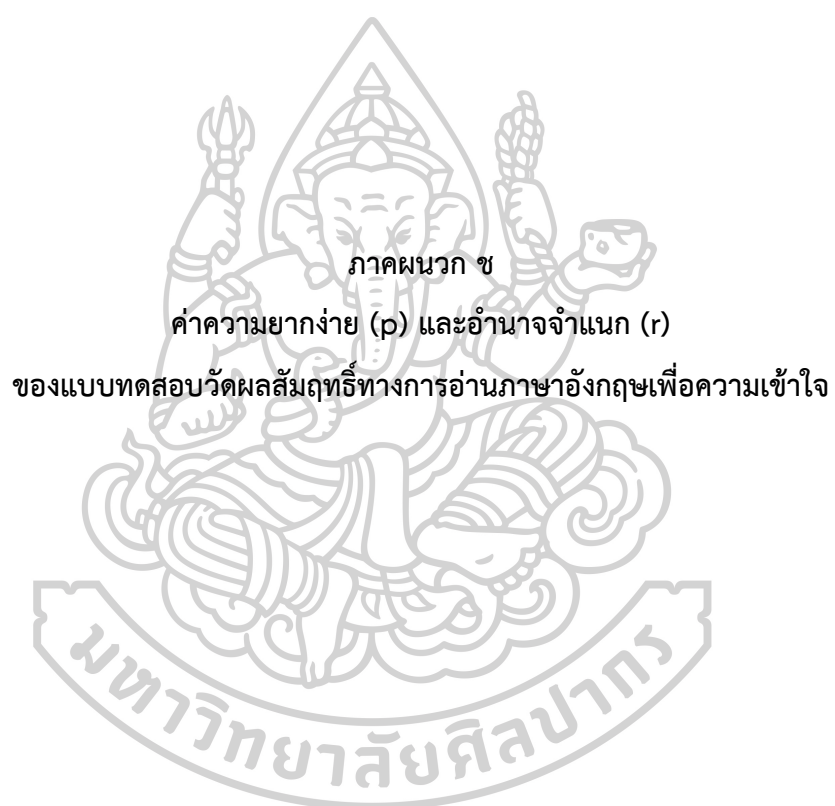 ภาคผนวก ช
ค่าความยากง่าย (p) และอำนาจจำแนก (r)
ของแบบทดสอบวัดผลสัมฤทธิ์ทางการอ่านภาษาอังกฤษเพื่อความเข้าใจ
มหาวิทยาลัยศิลปากร